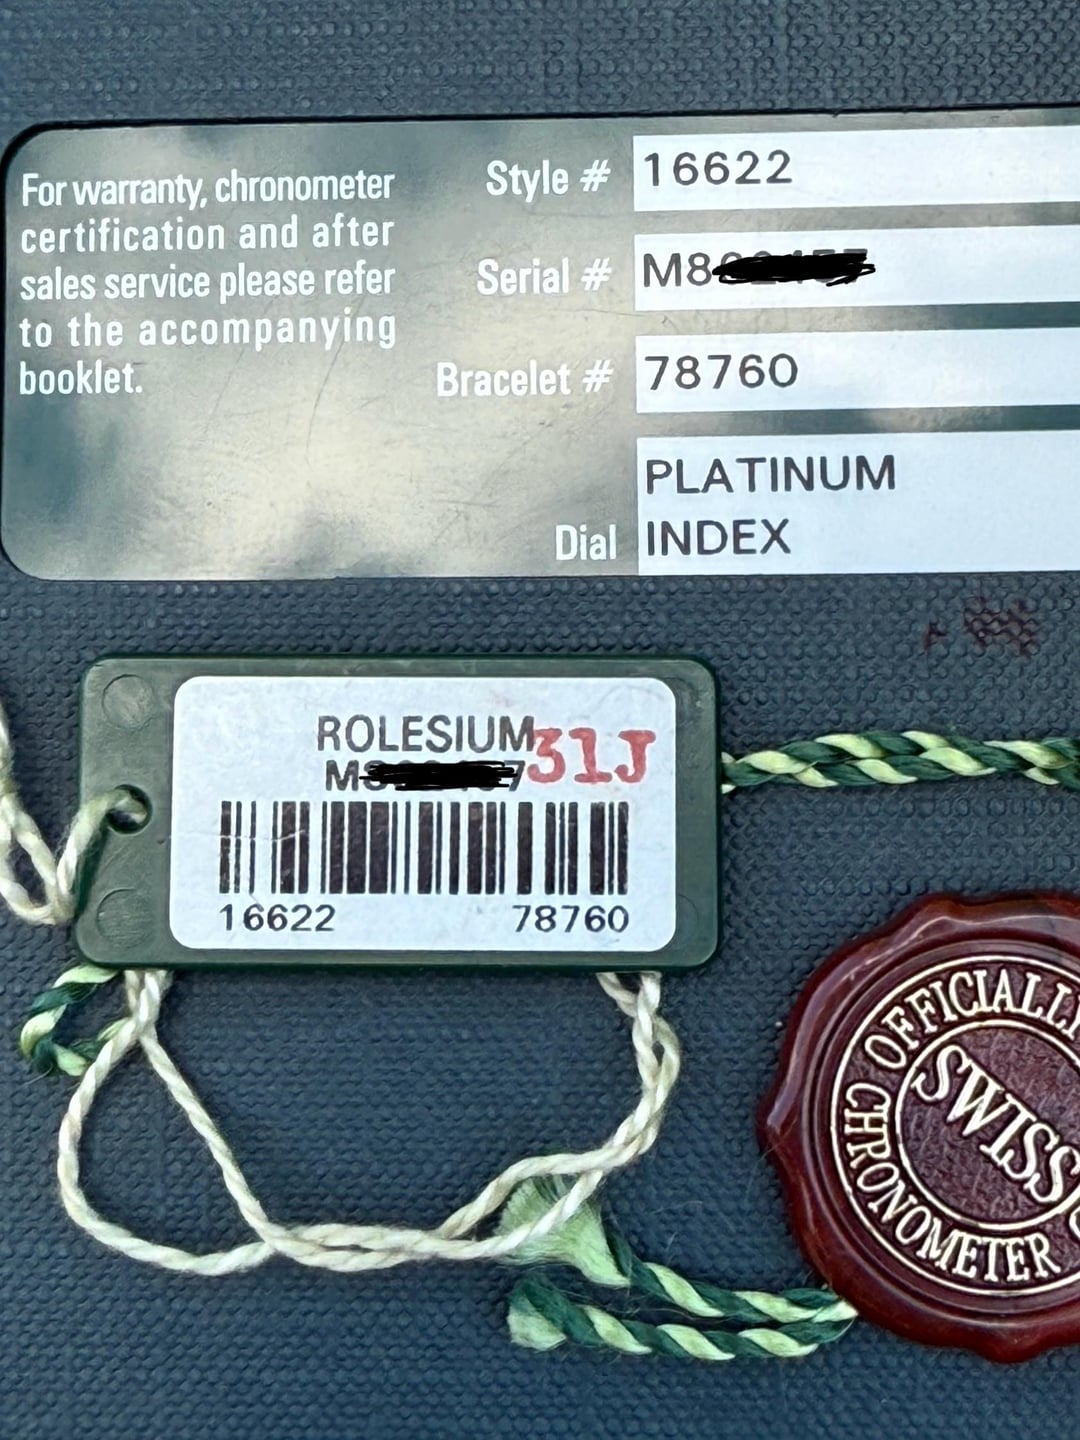 For warranty, chronometer
certification and after
sales service please refer
to the accompanying
booklet.
Style # 16622
Serial # M8
Bracelet # 78760
PLATINUM
Dial INDEX
ROLESIUM 31J
M 7
16622 78760
OFFICIALLY
SWISS
CHRONOMETER